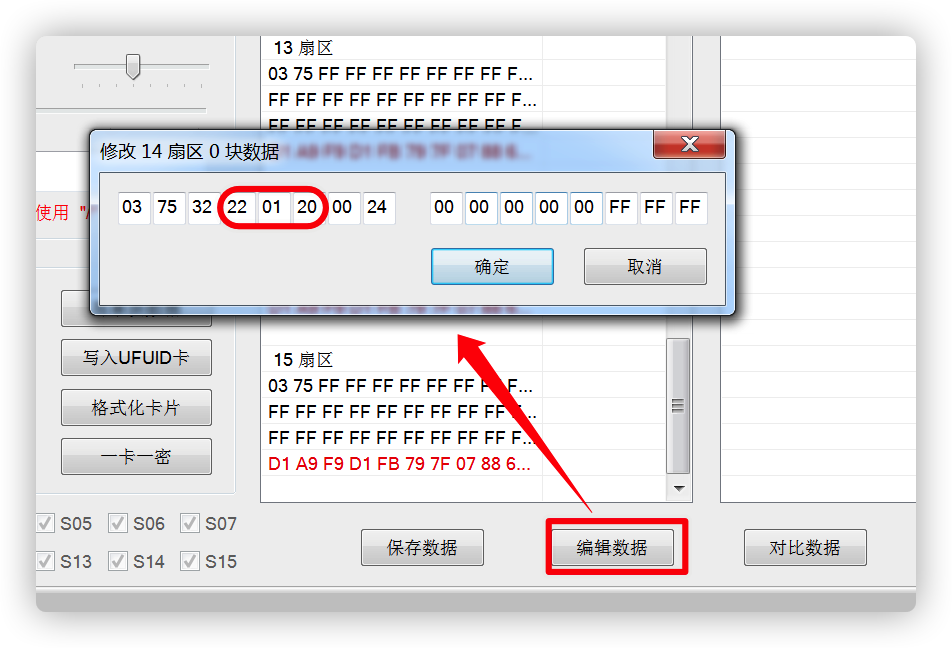 13 扇区
03 75 FF FF FF FF FF FF FF F...
FF FF FF FF FF FF FF FF FF F...
FF FF FF FF FF FF FF FF FF F...
修改 14 扇区 0 块数据
使用 "/
03 75 32 22 01 20 00 24 00 00 00 00 00 FF FF FF
确定 取消
写入UFUID卡
15 扇区
03 75 FF FF FF FF FF FF FF F...
格式化卡片
FF FF FF FF FF FF FF FF FF F...
FF FF FF FF FF FF FF FF FF F...
一卡一密
D1 A9 F9 D1 FB 79 7F 07 88 6...
S05 S06 S07
保存数据 编辑数据 对比数据
S13 S14 S15